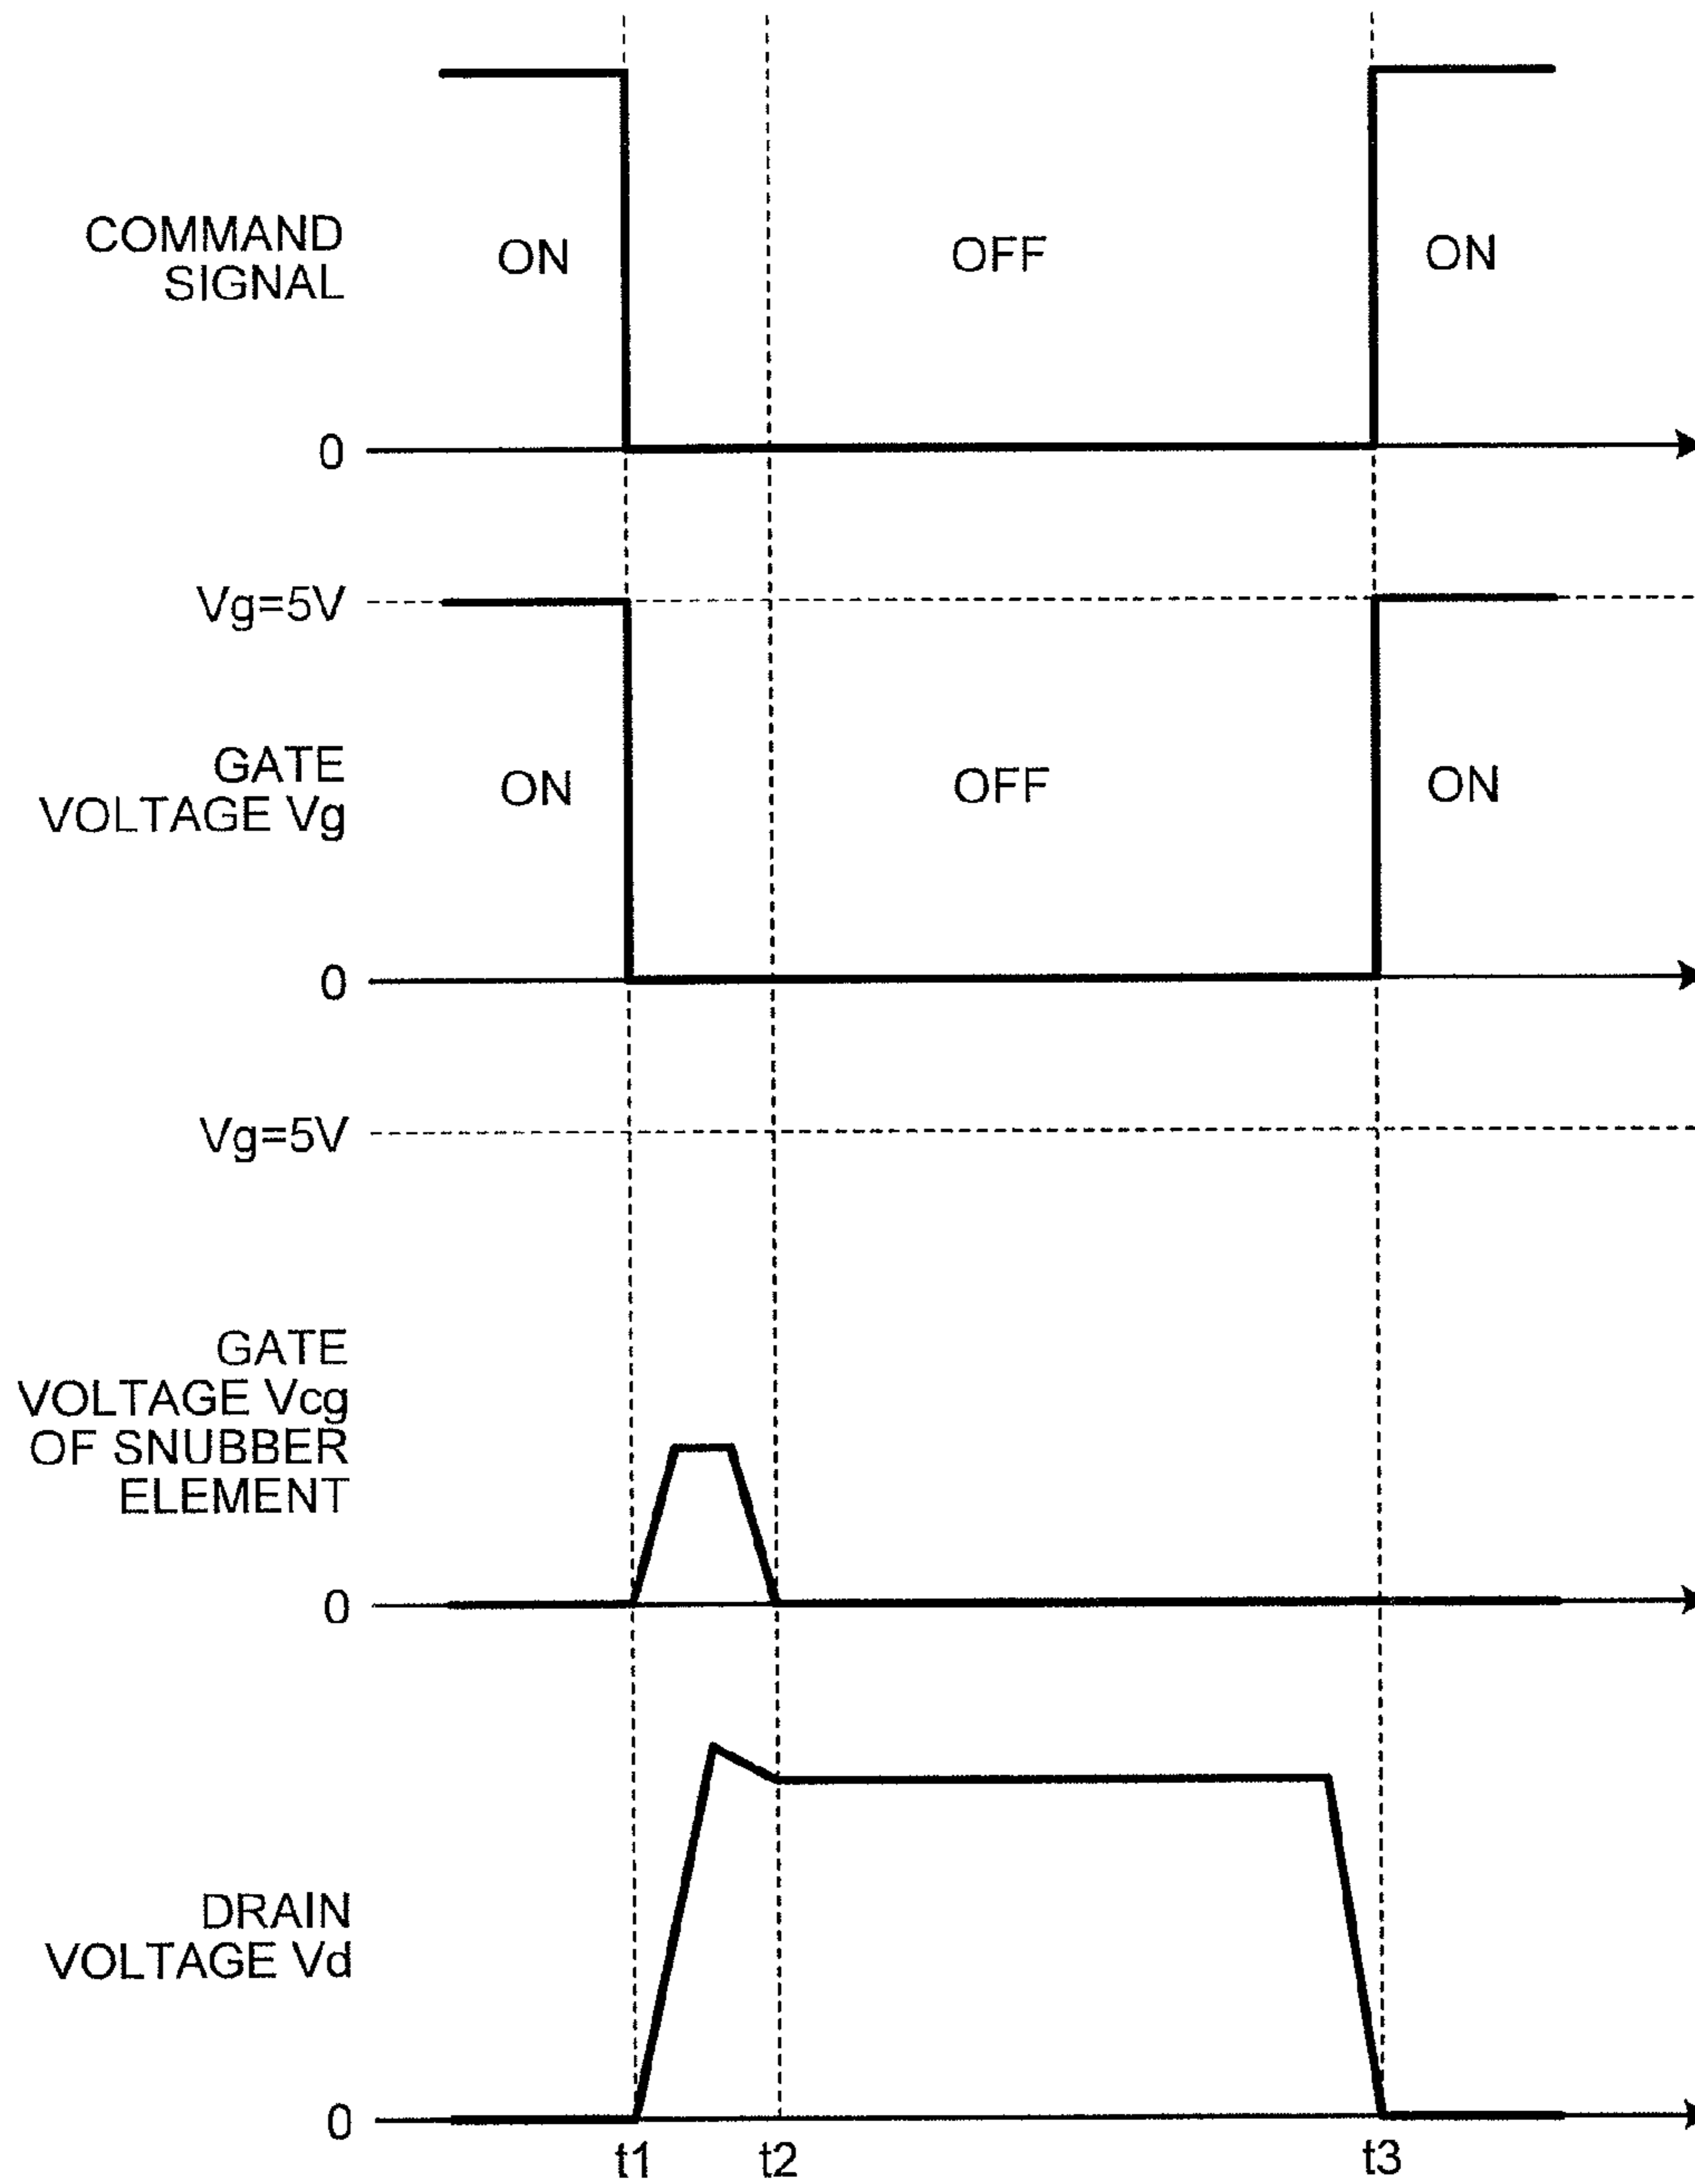 COMMAND
SIGNAL
ON
OFF
ON
0
Vg=5V
GATE
VOLTAGE Vg
ON
OFF
ON
0
Vg=5V
GATE
VOLTAGE Vcg
OF SNUBBER
ELEMENT
0
DRAIN
VOLTAGE Vd
0
t1
t2
t3